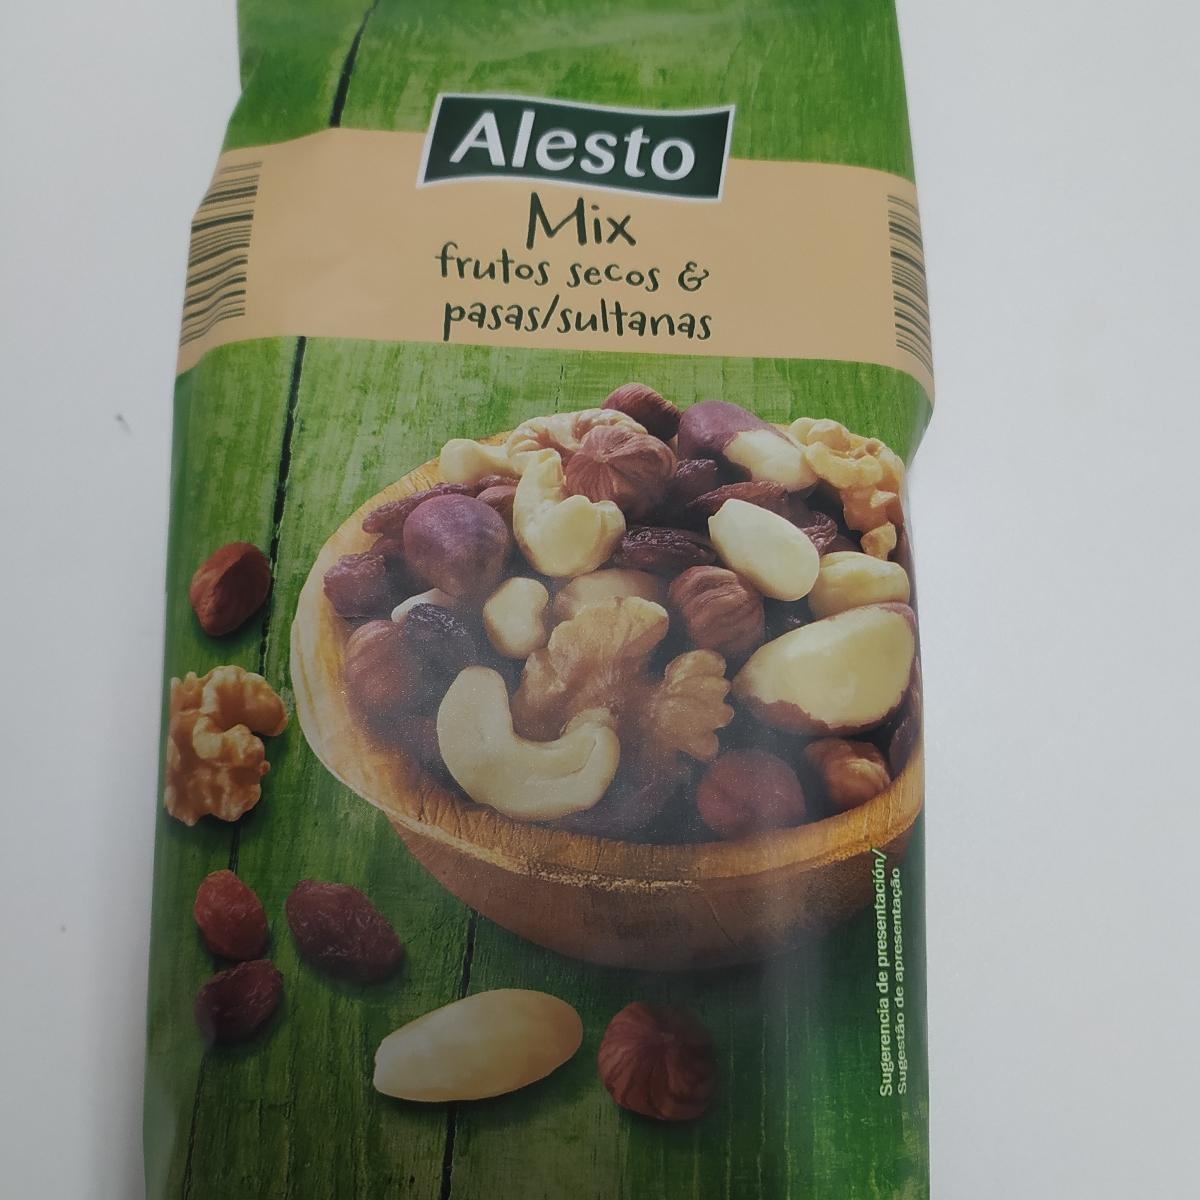 Alesto
Mix
frutos secos &
pasas/sultanas
Sugerencia de presentación/
Sugestão de apresentação